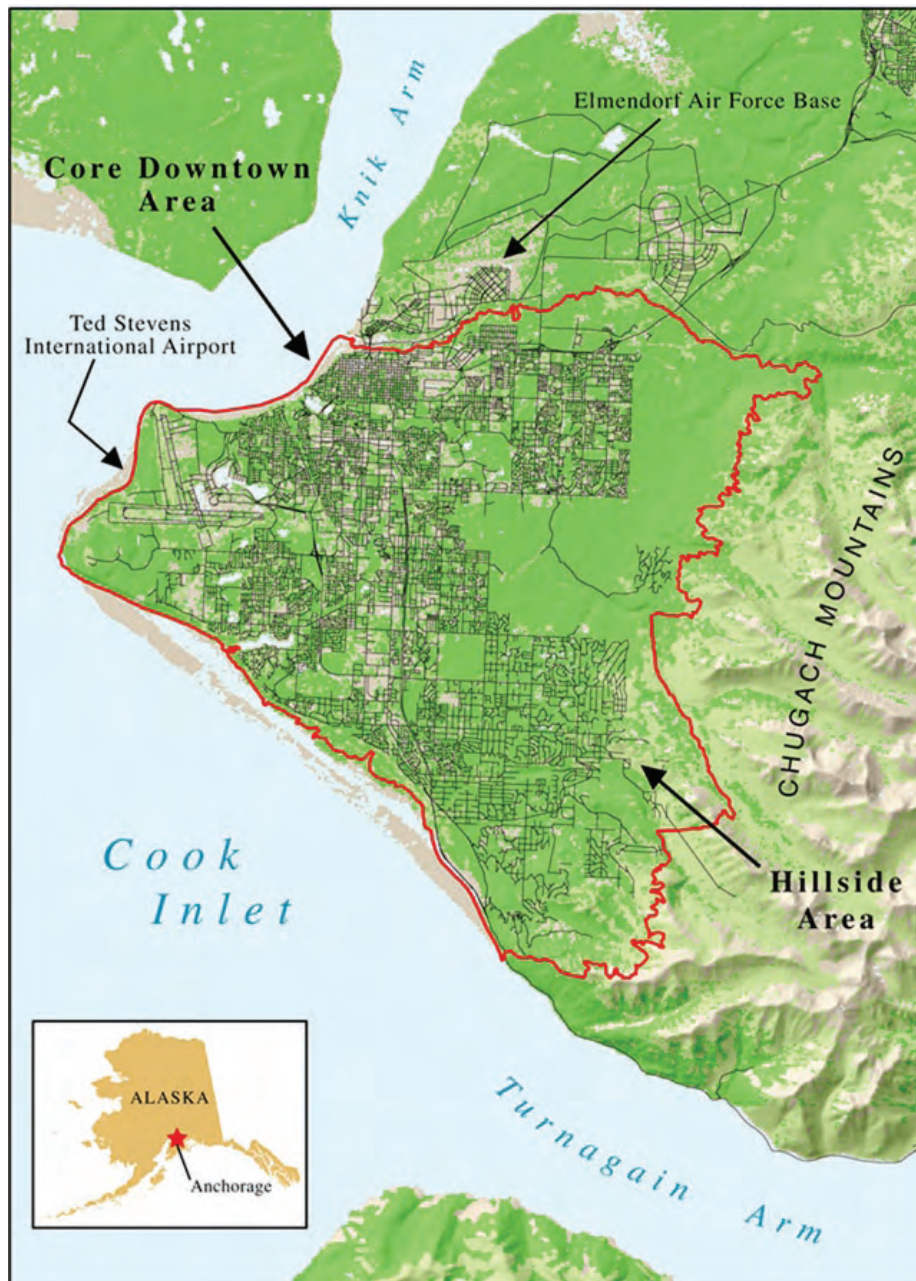 Elmendorf Air Force Base
Knik Arm
Core Downtown
Area
Ted Stevens
International Airport
CHUGACH MOUNTAINS
Cook
Inlet
Hillside
Area
ALASKA
Anchorage
Turnagain Arm